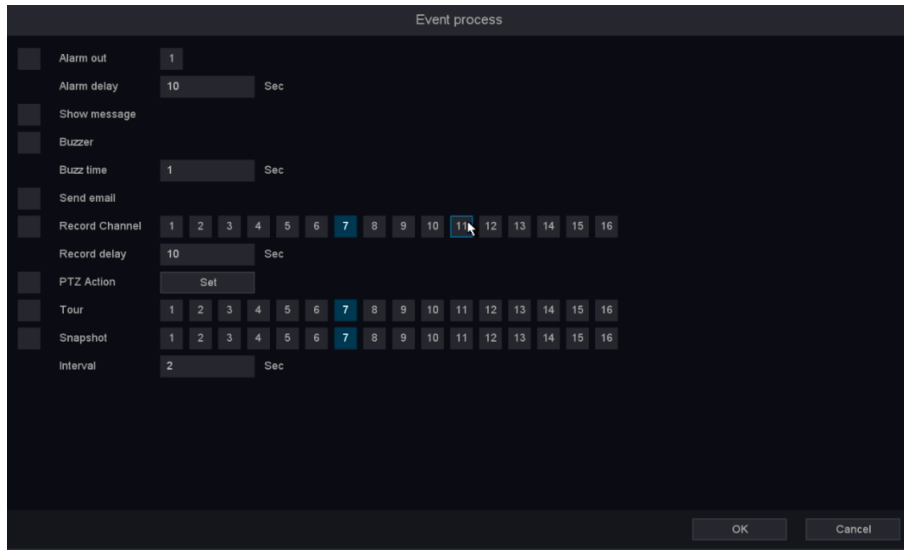 Event process
Alarm out 1
Alarm delay 10 Sec
Show message
Buzzer
Buzz time 1 Sec
Send email
Record Channel 1 2 3 4 5 6 7 8 9 10 11 12 13 14 15 16
Record delay 10 Sec
PTZ Action Set
Tour 1 2 3 4 5 6 7 8 9 10 11 12 13 14 15 16
Snapshot 1 2 3 4 5 6 7 8 9 10 11 12 13 14 15 16
Interval 2 Sec
OK Cancel